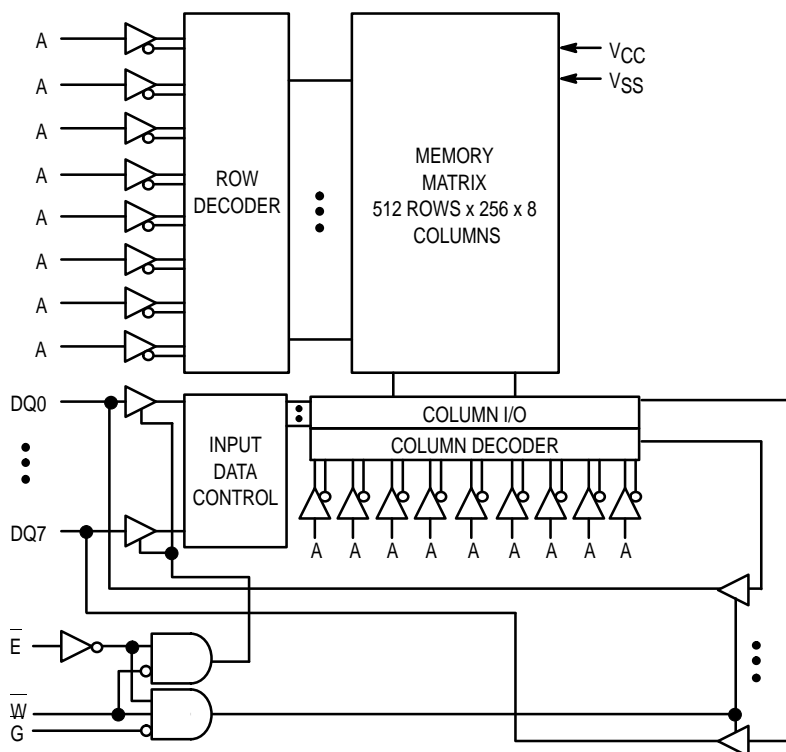 A
A
A
A
A
A
A
A
ROW
DECODER
MEMORY
MATRIX
512 ROWS x 256 x 8
COLUMNS
VCC
VSS
DQ0
DQ7
INPUT
DATA
CONTROL
COLUMN I/O
COLUMN DECODER
A A A A A A A A A
E
W
G